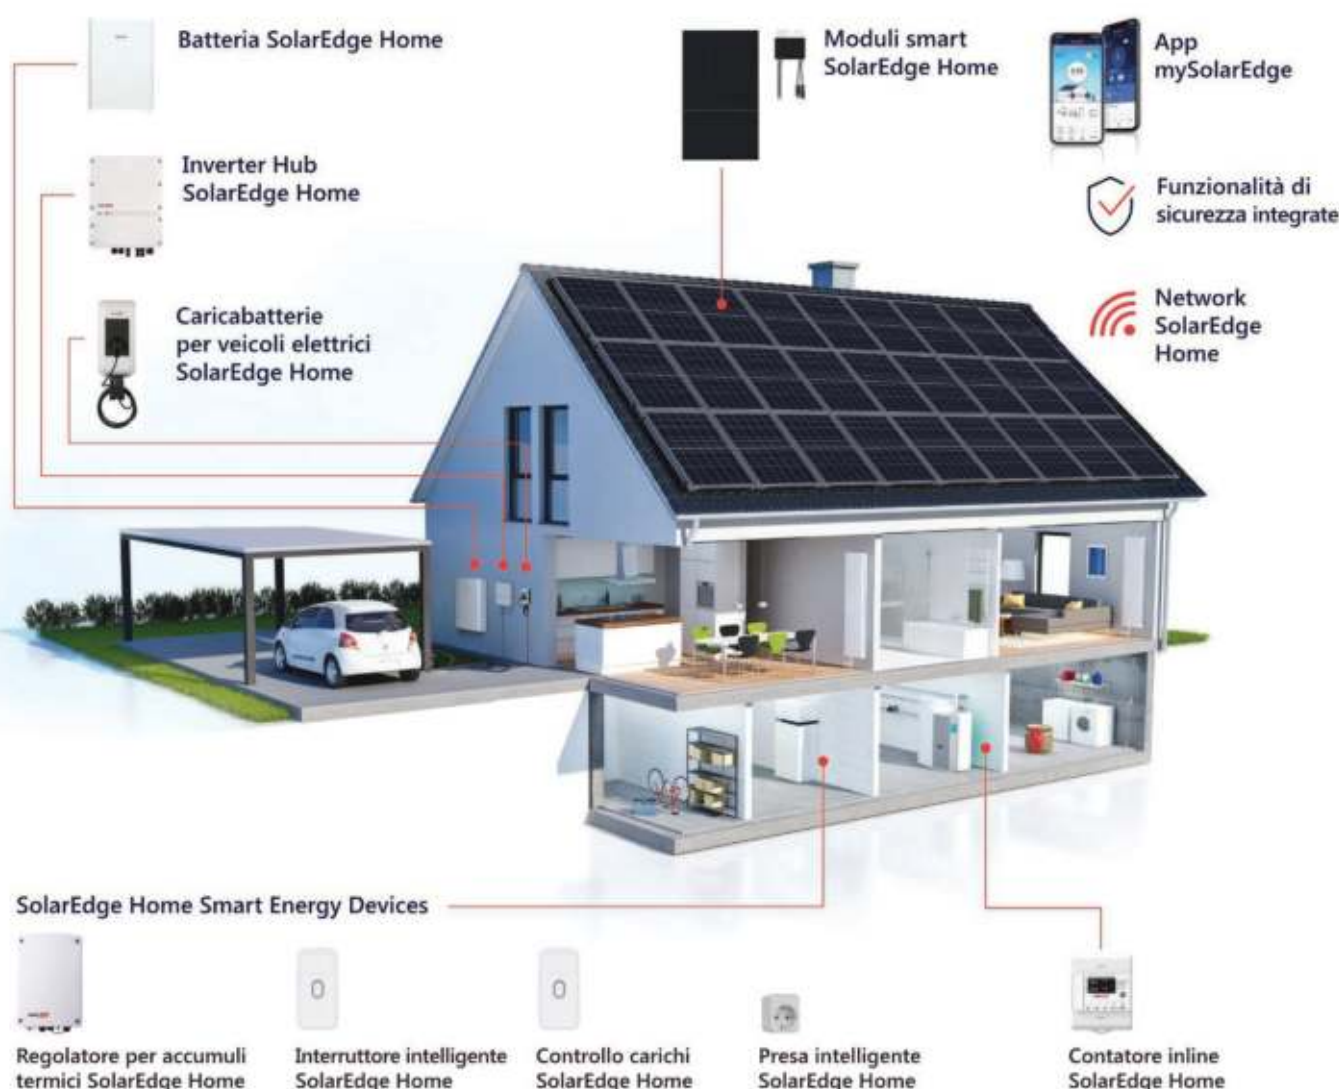 Batteria SolarEdge Home
Inverter Hub
SolarEdge Home
Caricabatterie
per veicoli elettrici
SolarEdge Home
Moduli smart
SolarEdge Home
App
mySolarEdge
Funzionalità di
sicurezza integrate
Network
SolarEdge
Home
SolarEdge Home Smart Energy Devices
Regolatore per accumuli
termici SolarEdge Home
Interruttore intelligente
SolarEdge Home
Controllo carichi
SolarEdge Home
Presa intelligente
SolarEdge Home
Contatore inline
SolarEdge Home